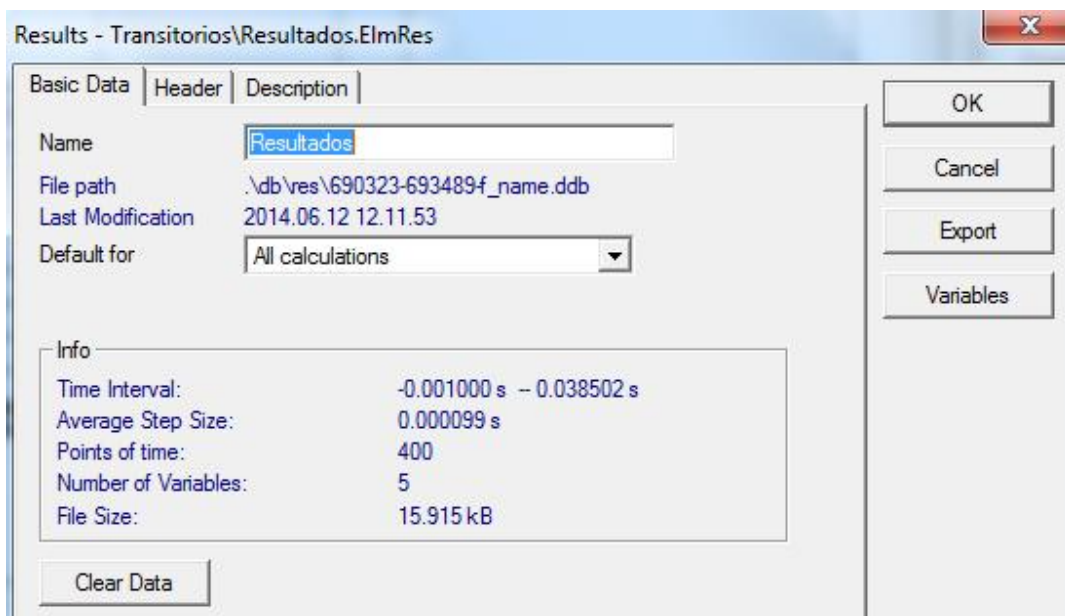 Results - Transitorios\Resultados.ElmRes
X
Basic Data Header Description
OK
Name Resultados
Cancel
File path .\db\res\690323-693489-f_name.ddb
Last Modification 2014.06.12 12.11.53
Export
Default for All calculations
Variables
Info
Time Interval: -0.001000 s -- 0.038502 s
Average Step Size: 0.000099 s
Points of time: 400
Number of Variables: 5
File Size: 15.915 kB
Clear Data